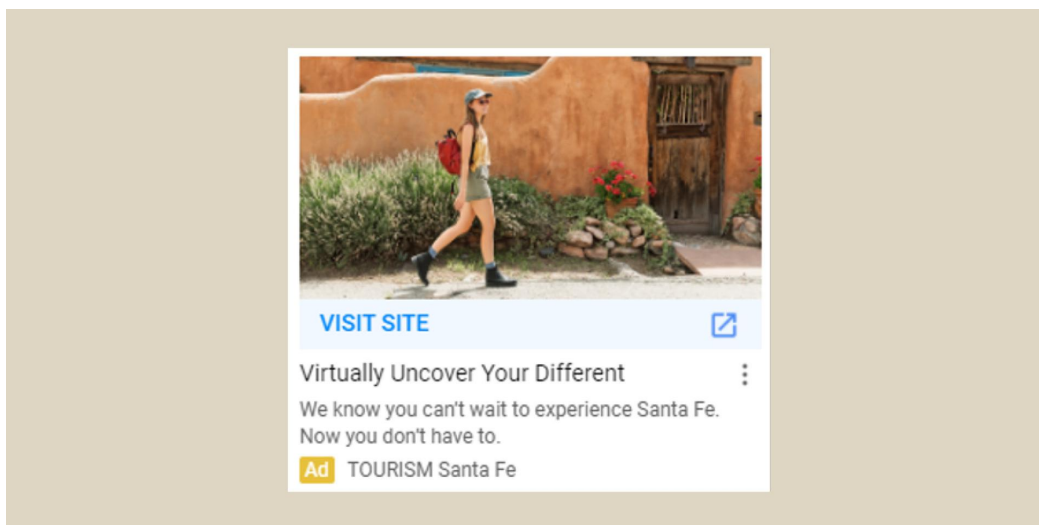 VISIT SITE
Virtually Uncover Your Different
We know you can't wait to experience Santa Fe.
Now you don't have to.
Ad TOURISM Santa Fe